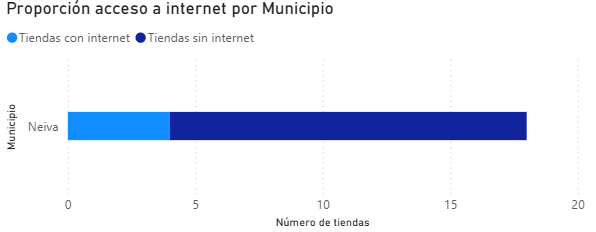 Proporción acceso a internet por Municipio
Tiendas con internet Tiendas sin internet
Municipio
Neiva
0 5 10 15 20
Número de tiendas